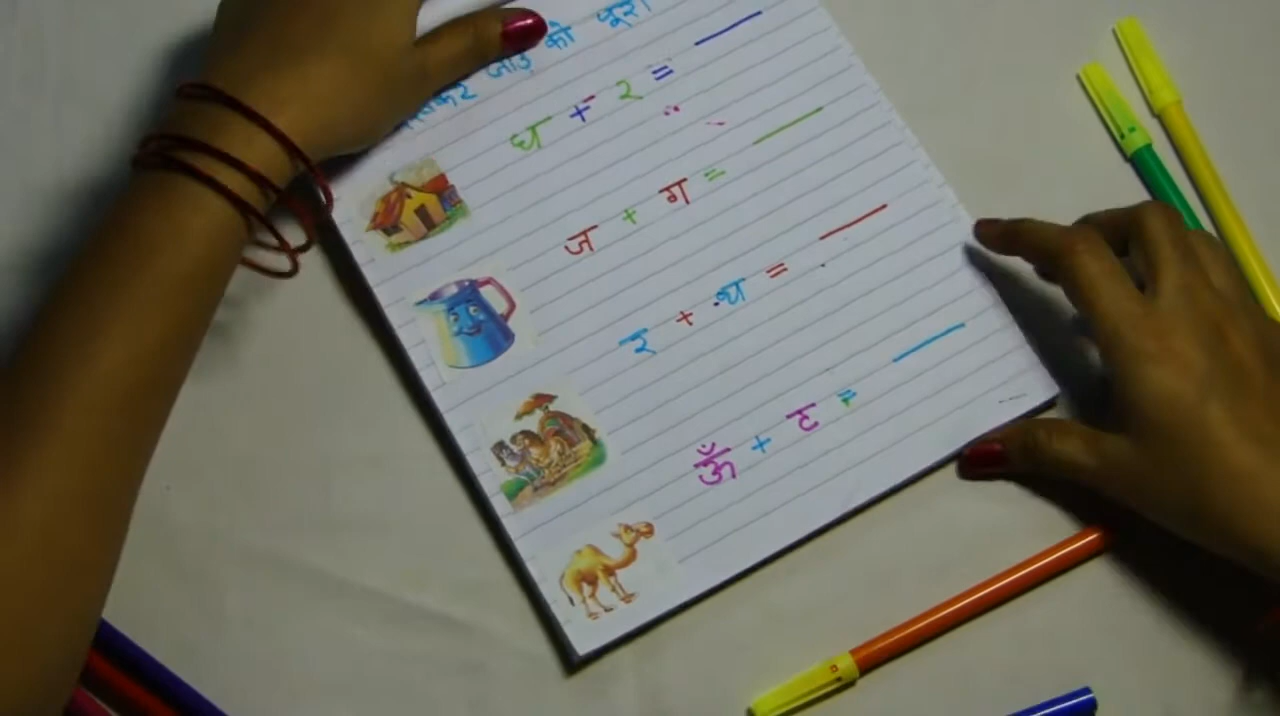 जोड़ को पूरा
घ + र =
ज + ग =
र + थ =
ऊँ + ट =